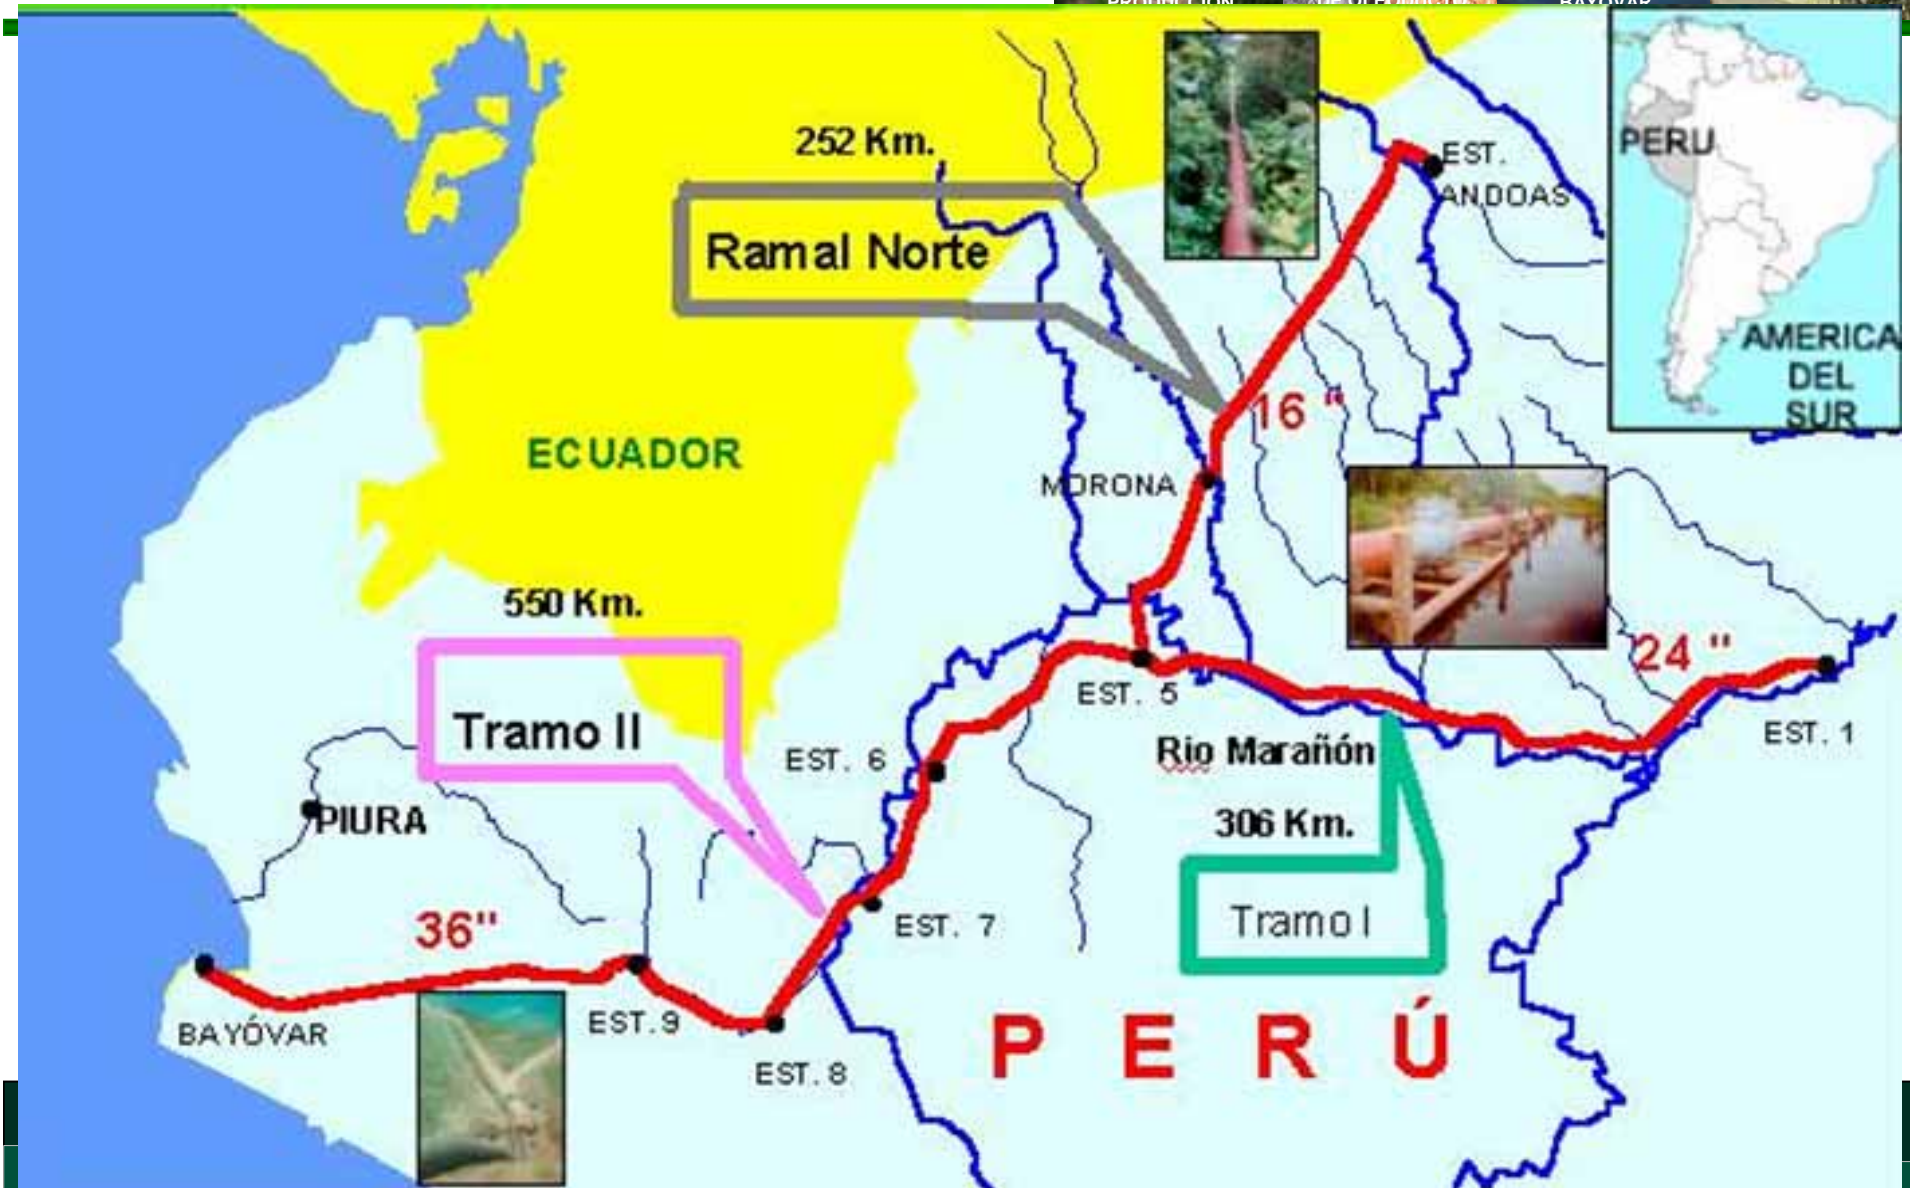 252 Km.
EST.
ANDOAS
PERU
Ramal Norte
AMERICA
DEL
SUR
16 "
ECUADOR
MORONA
550 Km.
24 "
EST. 5
EST. 1
Tramo II
EST. 6
Rio Marañón
PIURA
306 Km.
36"
EST. 7
Tramo I
BAYÓVAR
EST.9
PERÚ
EST. 8